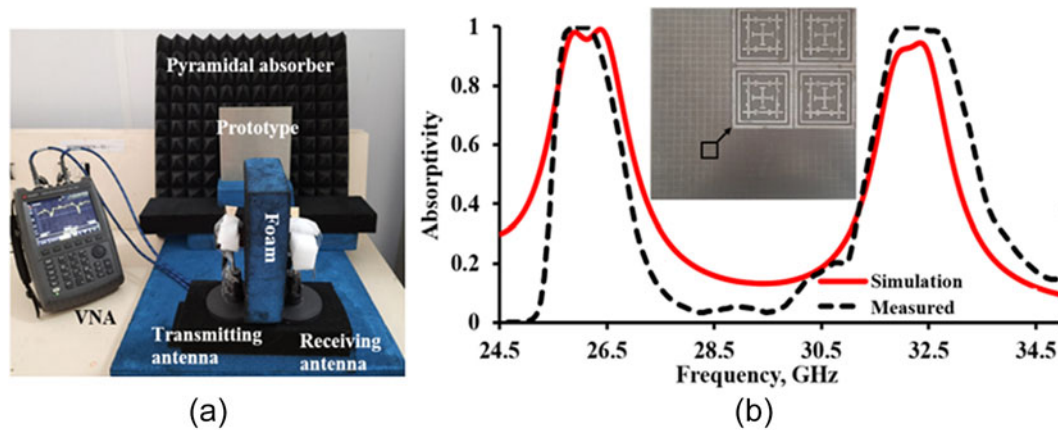 Pyramidal absorber
Prototype
Foam
VNA
Transmitting
antenna
Receiving
antenna
(a)
Absorptivity
1
0.8
0.6
0.4
0.2
0
Simulation
Measured
24.5 26.5 28.5 30.5 32.5 34.5
Frequency, GHz
(b)